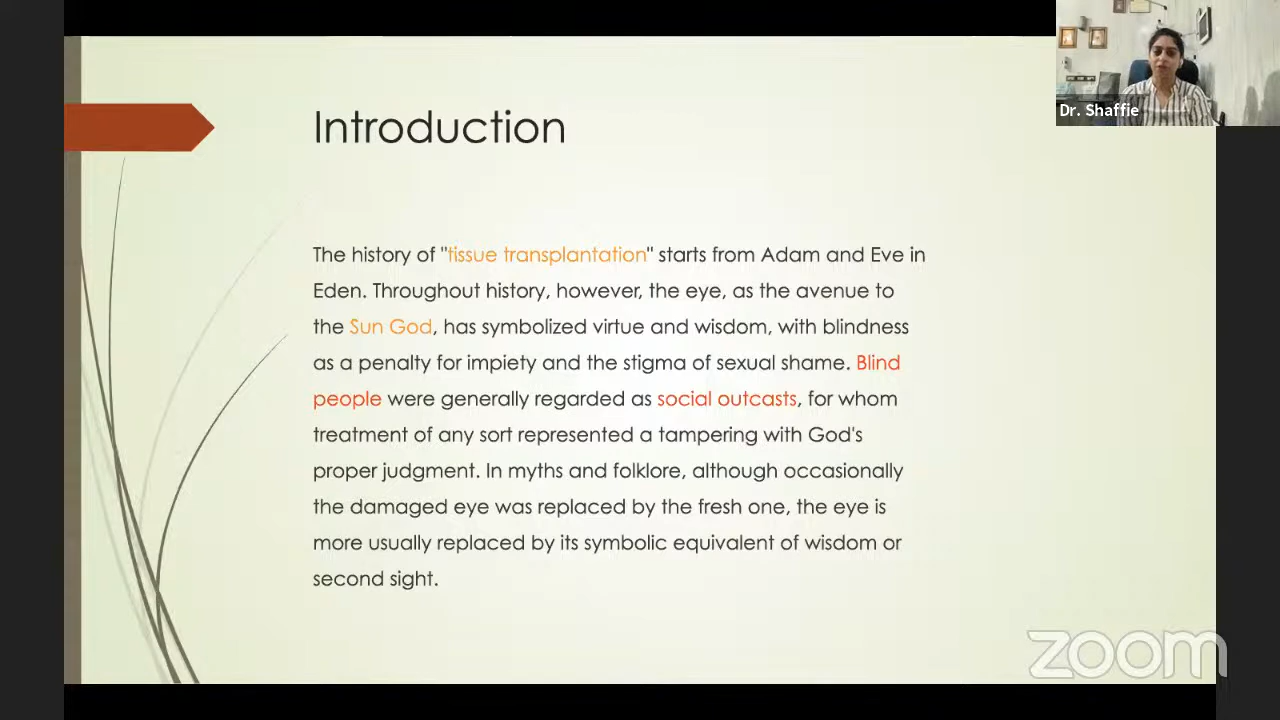 Dr. Shaffie
Introduction
The history of "tissue transplantation" starts from Adam and Eve in
Eden. Throughout history, however, the eye, as the avenue to
the Sun God, has symbolized virtue and wisdom, with blindness
as a penalty for impiety and the stigma of sexual shame. Blind
people were generally regarded as social outcasts, for whom
treatment of any sort represented a tampering with God's
proper judgment. In myths and folklore, although occasionally
the damaged eye was replaced by the fresh one, the eye is
more usually replaced by its symbolic equivalent of wisdom or
second sight.
zoom